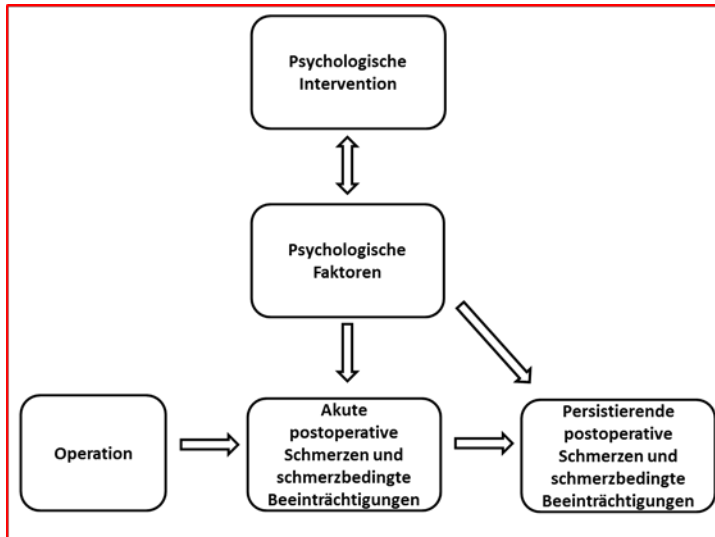 Psychologische
Intervention
Psychologische
Faktoren
Operation
Akute
postoperative
Schmerzen und
schmerzbedingte
Beeinträchtigungen
Persistierende
postoperative
Schmerzen und
schmerzbedingte
Beeinträchtigungen